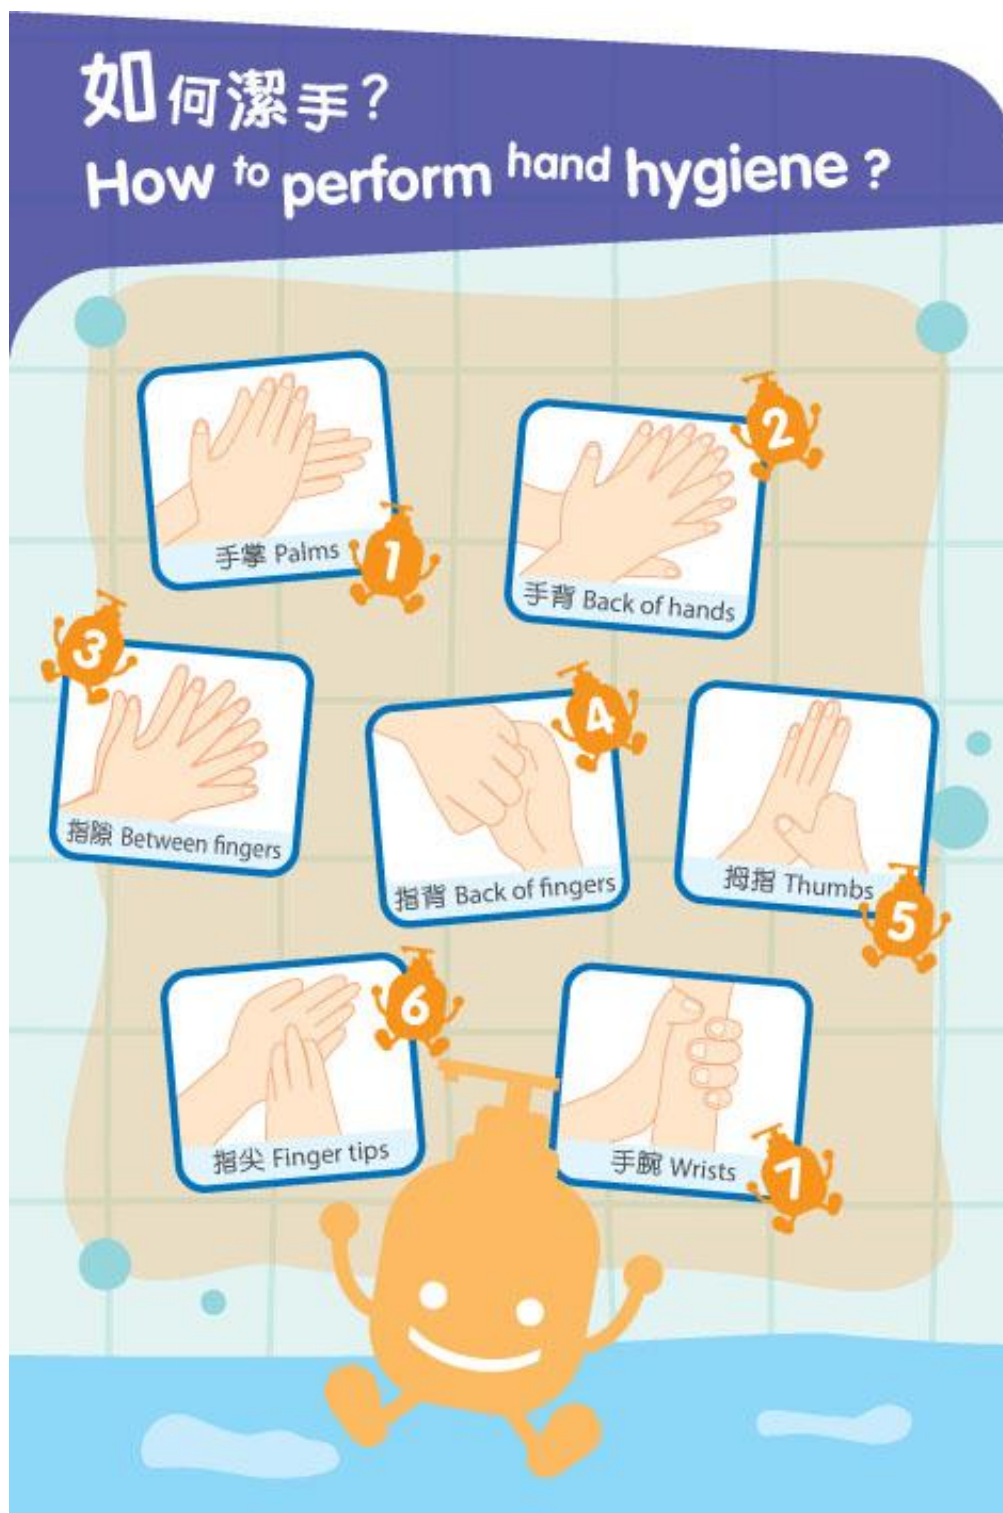 如何潔手?
How to perform hand hygiene ?
手掌 Palms
1
2
手背 Back of hands
3
指隙 Between fingers
4
指背 Back of fingers
拇指 Thumbs
5
6
指尖 Finger tips
手腕 Wrists
7